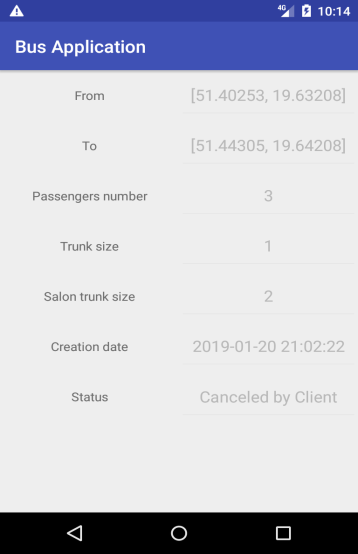 4G 10:14
Bus Application
From [51.40253, 19.63208]
To [51.44305, 19.64208]
Passengers number 3
Trunk size 1
Salon trunk size 2
Creation date 2019-01-20 21:02:22
Status Canceled by Client